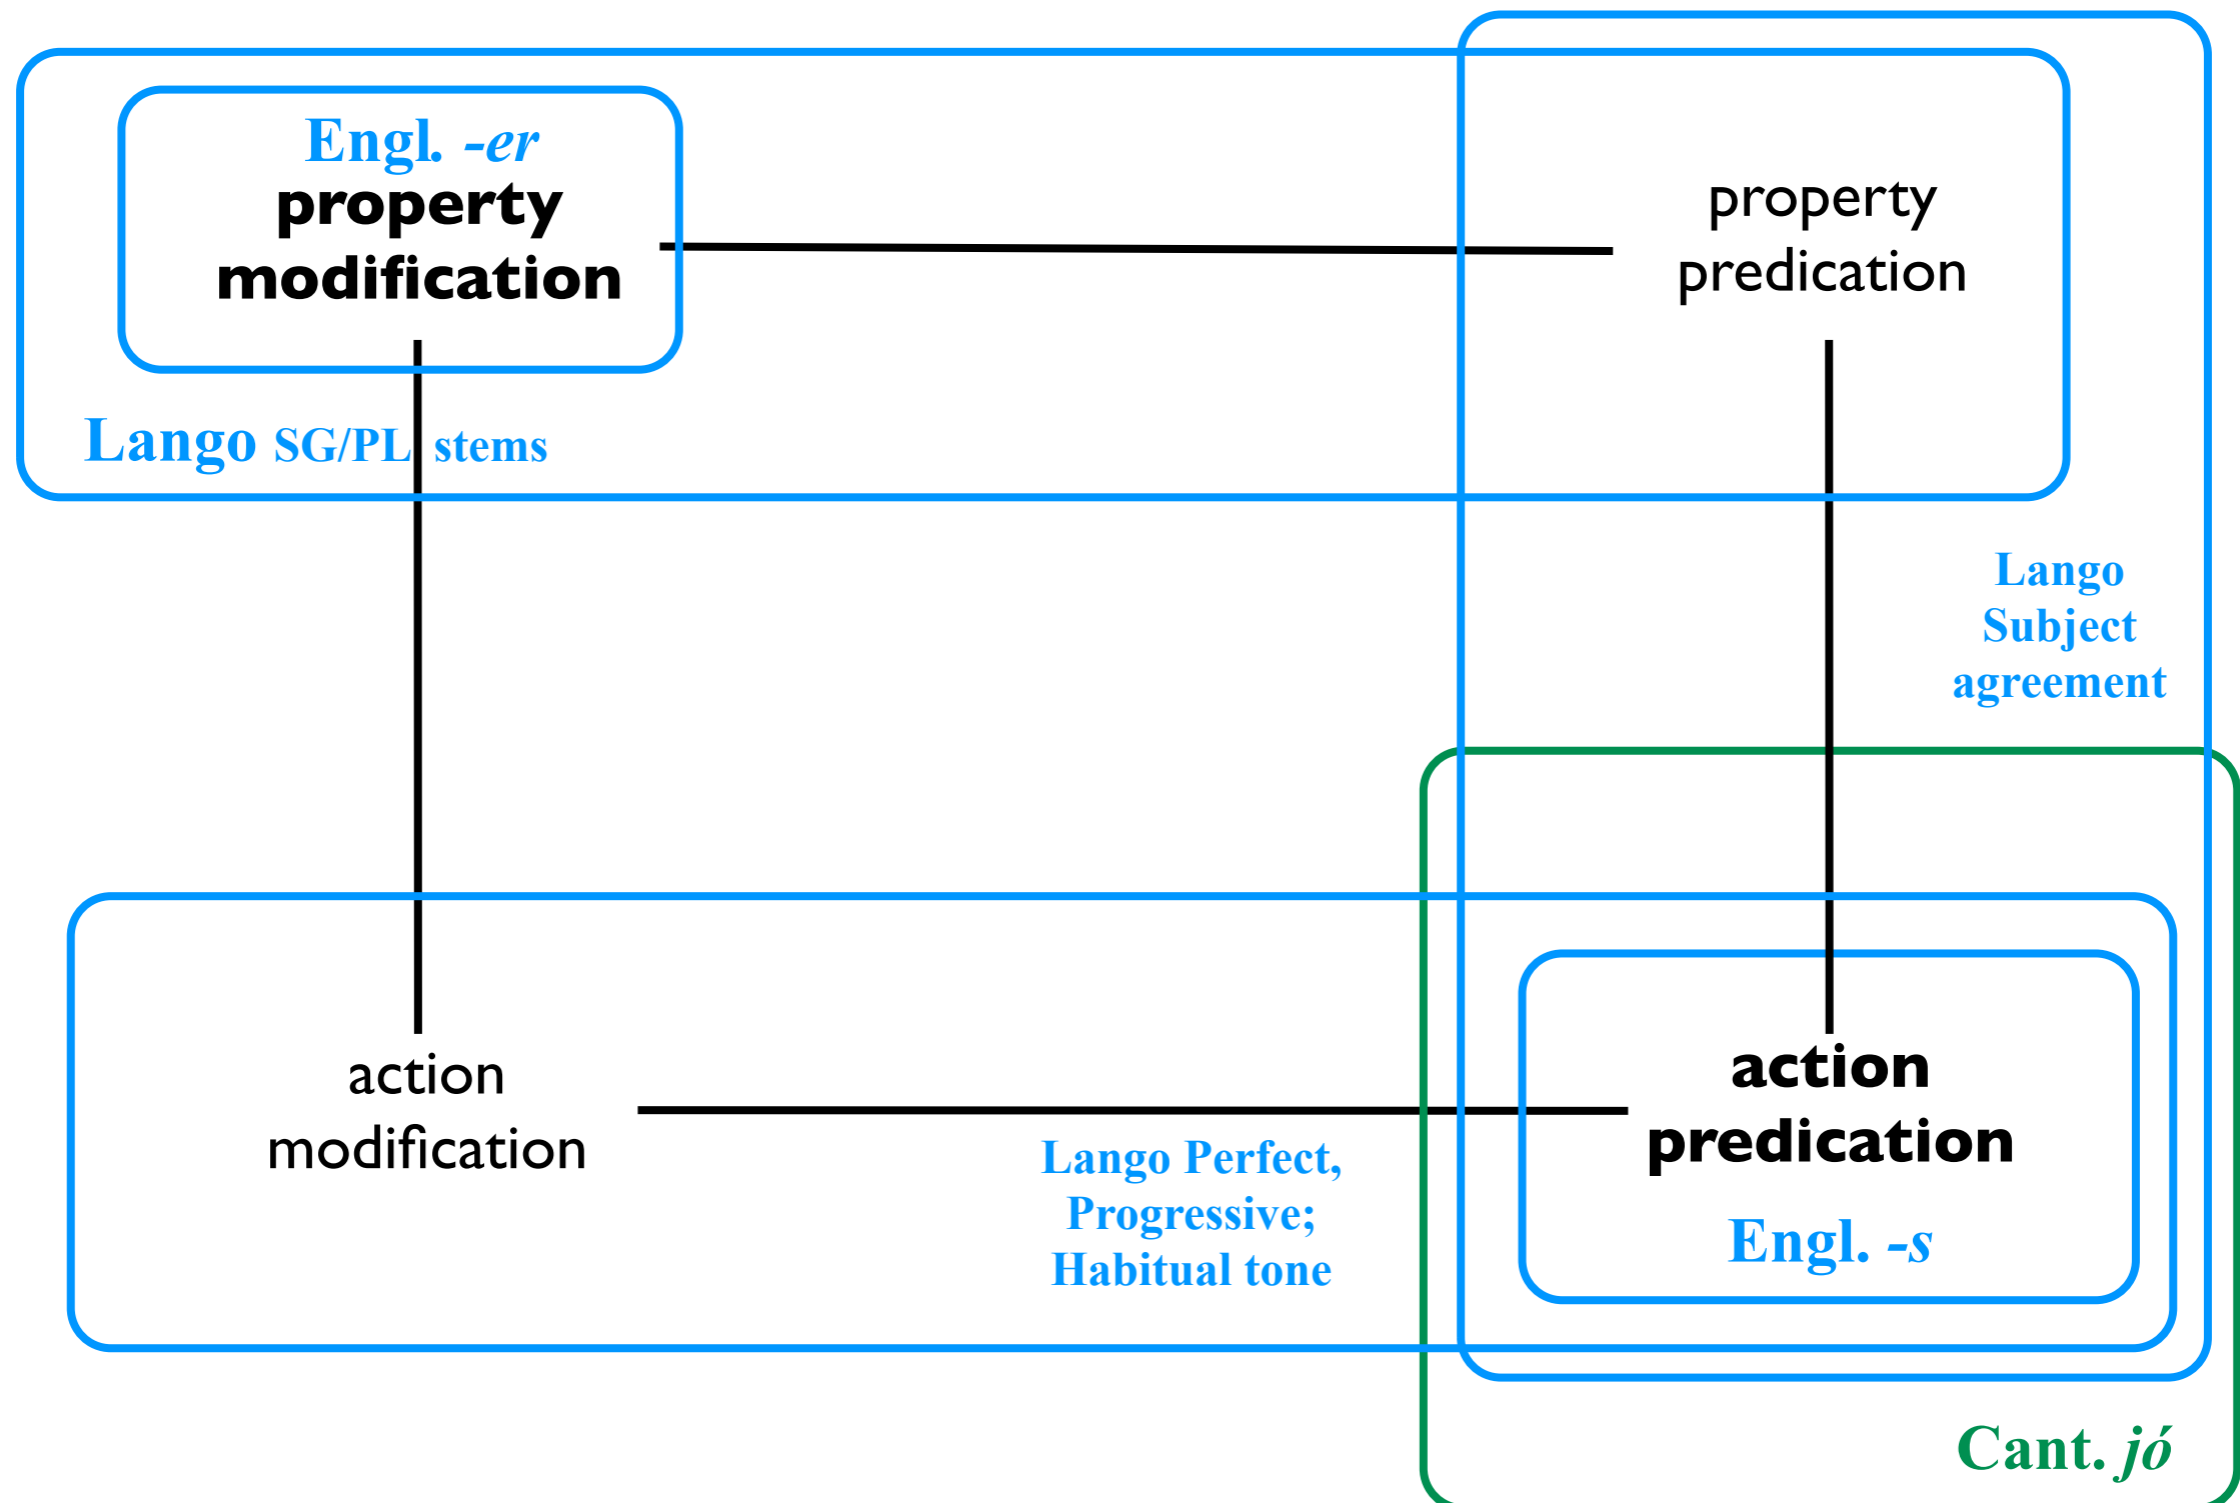 Engl. -er
property
modification
property
predication
Lango SG/PL stems
Lango
Subject
agreement
action
modification
Lango Perfect,
Progressive;
Habitual tone
action
predication
Engl. -s
Cant. jó